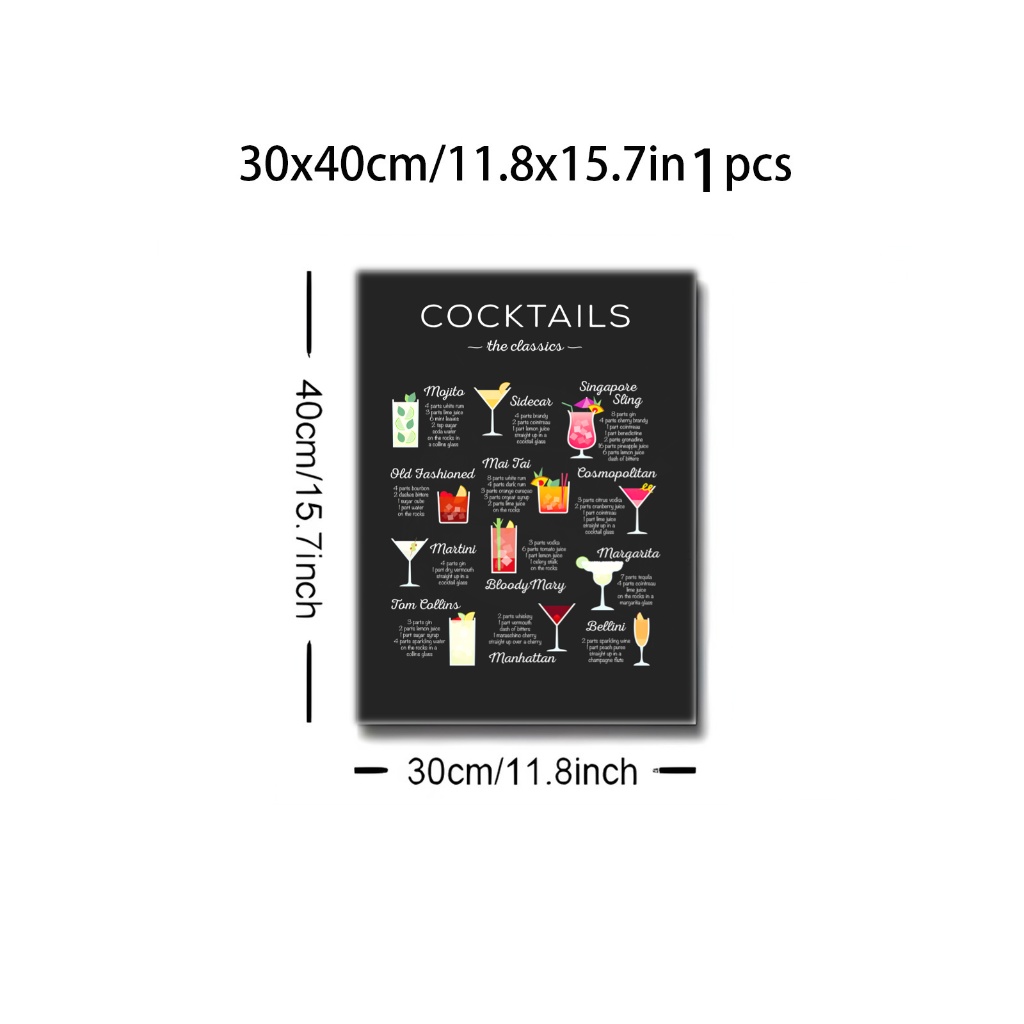 30x40cm/11.8x15.7in 1 pcs
COCKTAILS
the classics
Mojito
4 parts white rum
3 parts lime juice
6 mint leaves
2 tsp sugar
soda water
on the rocks in
a collins glass
Sidecar
4 parts brandy
2 parts cointreau
1 part lemon juice
straight up in a
cocktail glass
Singapore
Sling
8 parts gin
4 parts cherry brandy
1 part cointreau
1 part benedictine
2 parts grenadine
16 parts pineapple juice
6 parts lemon juice
dash of bitters
Old Fashioned
4 parts bourbon
2 dashes bitters
1 sugar cube
1 part water
on the rocks
Mai Tai
8 parts white rum
4 parts dark rum
3 parts orange curacao
3 parts orgeat syrup
2 parts lime juice
on the rocks
Cosmopolitan
3 parts citrus vodka
2 parts cranberry juice
1 part cointreau
1 part lime juice
straight up in a
cocktail glass
Martini
4 parts gin
1 part dry vermouth
straight up in a
cocktail glass
3 parts vodka
6 parts tomato juice
1 part lemon juice
1 celery stalk
on the rocks
Bloody Mary
Margarita
7 parts tequila
4 parts cointreau
lime juice
on the rocks in a
margarita glass
Tom Collins
3 parts gin
2 parts lemon juice
1 part sugar syrup
4 parts sparkling water
on the rocks in a
collins glass
2 parts whiskey
1 part vermouth
dash of bitters
1 maraschino cherry
straight up over a cherry
Manhattan
Bellini
2 parts sparkling wine
1 part peach puree
straight up in a
champagne flute
40cm/15.7inch
30cm/11.8inch